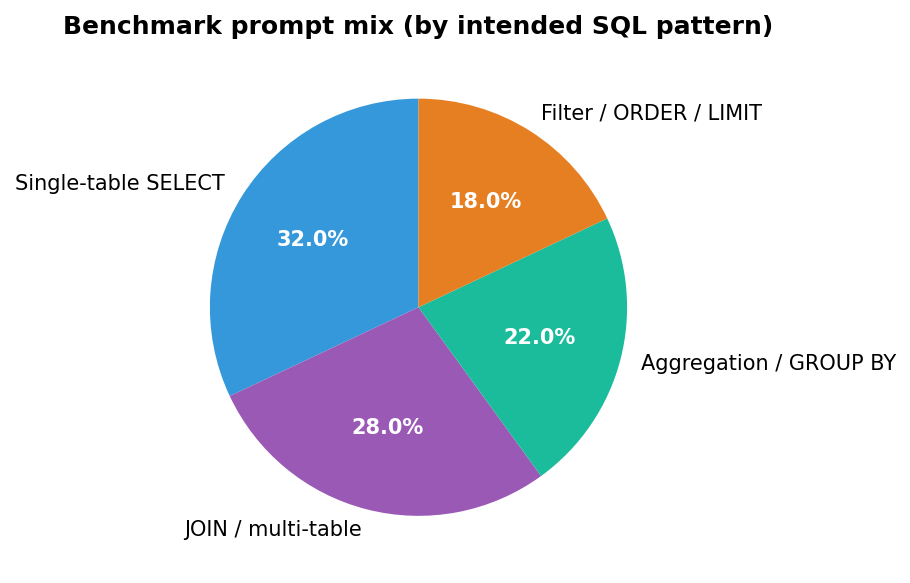 Benchmark prompt mix (by intended SQL pattern)
Filter / ORDER / LIMIT
Single-table SELECT
18.0%
32.0%
22.0%
Aggregation / GROUP BY
28.0%
JOIN / multi-table